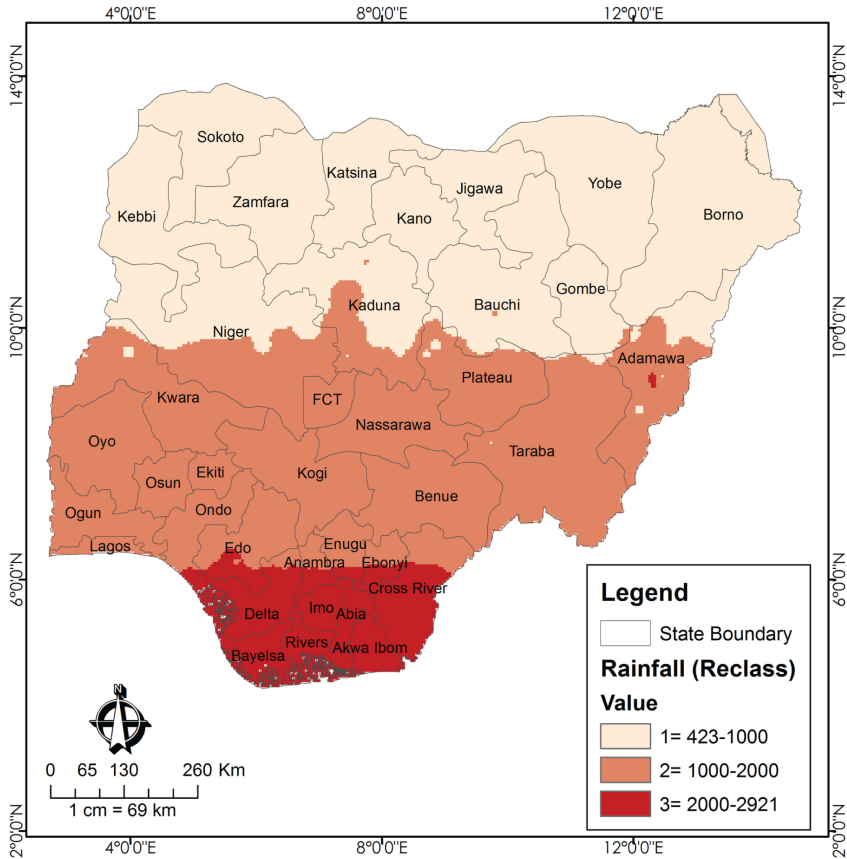 4°0'0"E 8°0'0"E 12°0'0"E
14°0'0"N 14°0'0"N
Sokoto
Katsina
Jigawa
Yobe
Zamfara
Kebbi
Kano
Borno
Gombe
Kaduna
Bauchi
10°0'0"N 10°0'0"N
Niger
Adamawa
Plateau
Kwara
FCT
Nassarawa
Oyo
Taraba
Ekiti
Kogi
Osun
Benue
Ogun
Ondo
Lagos
Edo
Enugu
Anambra
Ebonyi
6°0'0"N 6°0'0"N
Cross River
Delta
Imo
Abia
Rivers
Bayelsa
Akwa Ibom
Legend
State Boundary
Rainfall (Reclass)
Value
1= 423-1000
2= 1000-2000
3= 2000-2921
N
0 65 130 260 Km
1 cm = 69 km
2°0'0"N 2°0'0"N
4°0'0"E 8°0'0"E 12°0'0"E